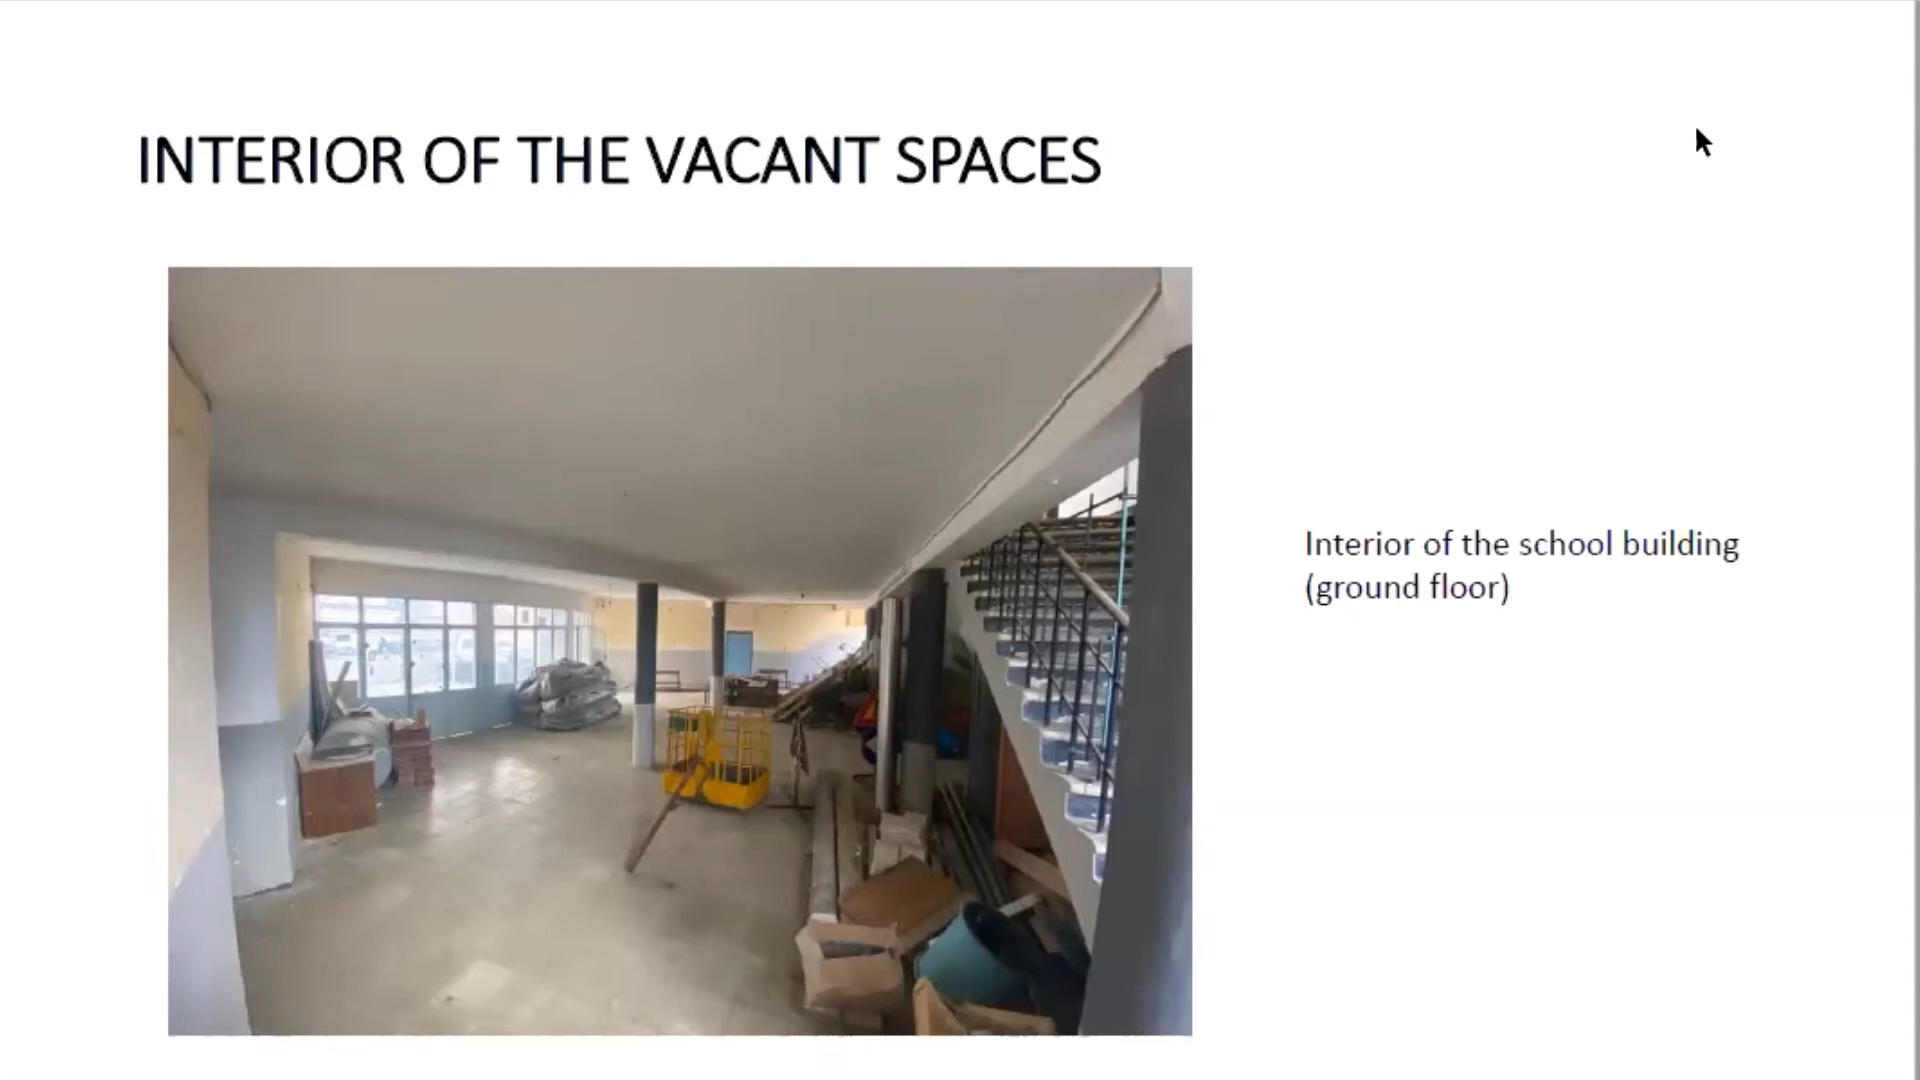 INTERIOR OF THE VACANT SPACES
Interior of the school building
(ground floor)